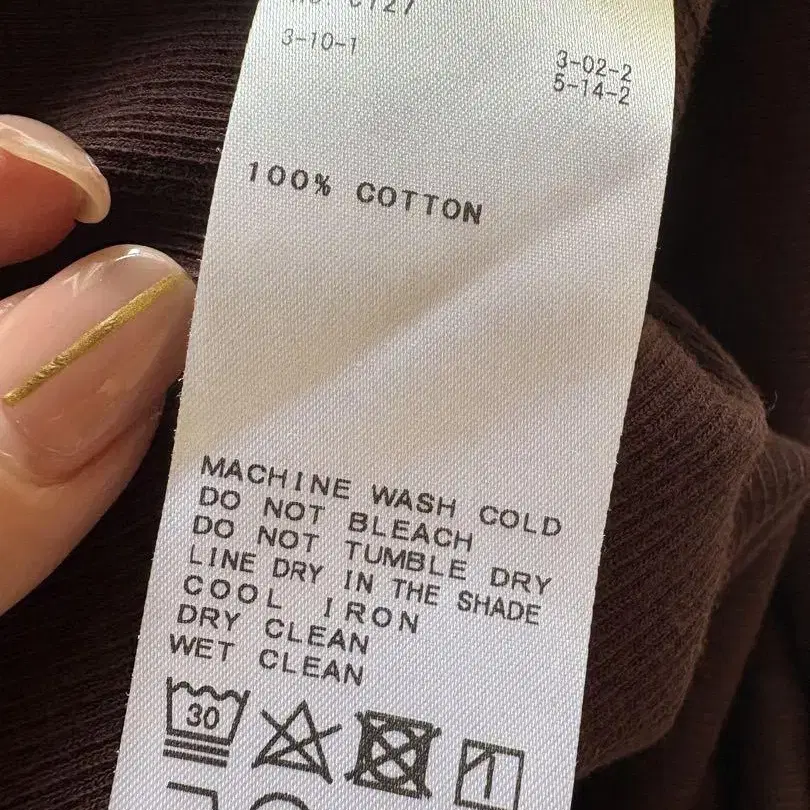 3-10-1
3-02-2
5-14-2
100% COTTON
MACHINE WASH COLD
DO NOT BLEACH
DO NOT TUMBLE DRY
LINE DRY IN THE SHADE
COOL IRON
DRY CLEAN
WET CLEAN
30